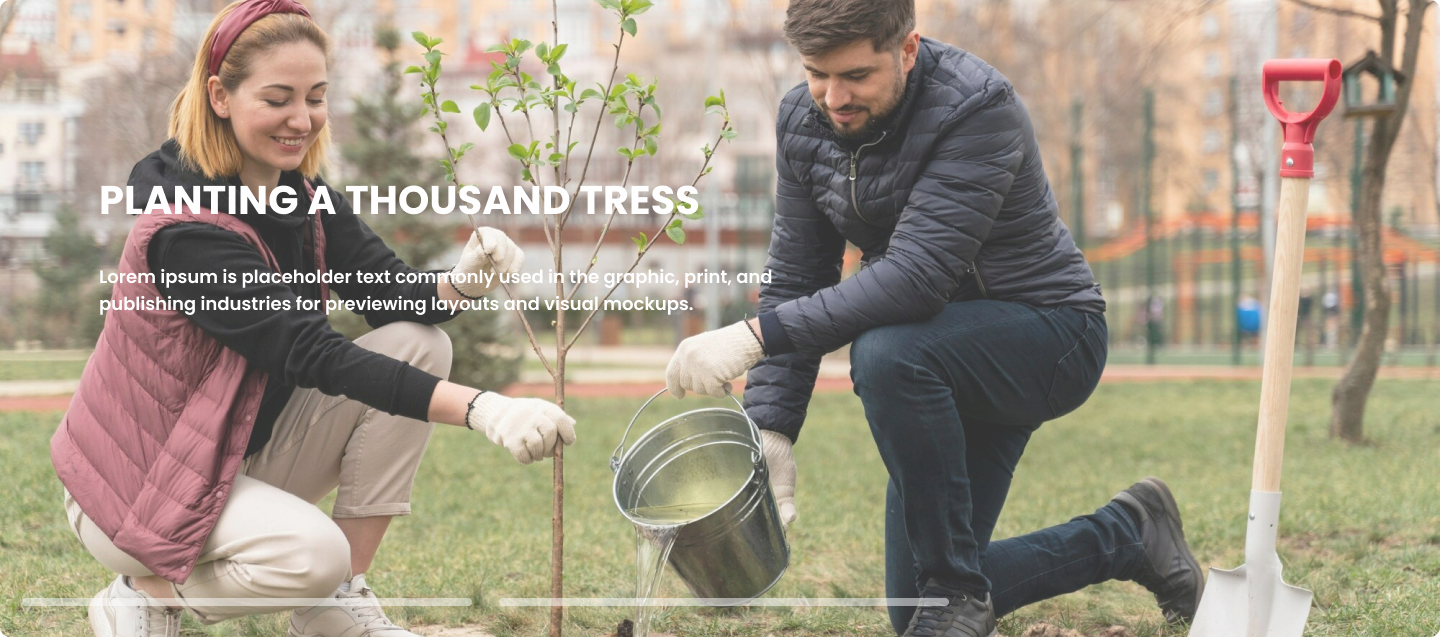 PLANTING A THOUSAND TRESS
Lorem ipsum is placeholder text commonly used in the graphic, print, and
publishing industries for previewing layouts and visual mockups.